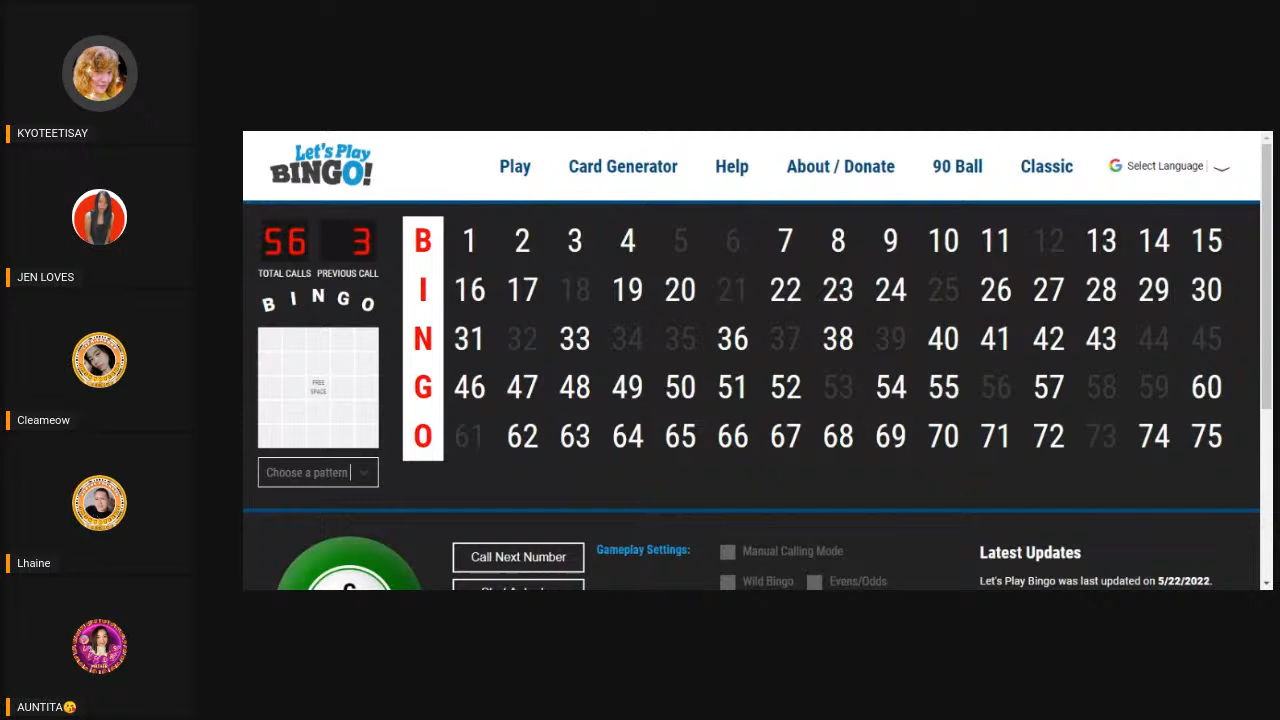 KYOTEETISAY
JEN LOVES
Cleameow
Lhaine
AUNTITA😘
Let's Play
BINGO!
Play Card Generator Help About / Donate 90 Ball Classic Select Language
56 3
TOTAL CALLS PREVIOUS CALL
B I N G O
FREE
SPACE
Choose a pattern
B 1 2 3 4 5 6 7 8 9 10 11 12 13 14 15
I 16 17 18 19 20 21 22 23 24 25 26 27 28 29 30
N 31 32 33 34 35 36 37 38 39 40 41 42 43 44 45
G 46 47 48 49 50 51 52 53 54 55 56 57 58 59 60
O 61 62 63 64 65 66 67 68 69 70 71 72 73 74 75
Call Next Number
Gameplay Settings:
Manual Calling Mode
Wild Bingo Evens/Odds
Latest Updates
Let's Play Bingo was last updated on 5/22/2022.